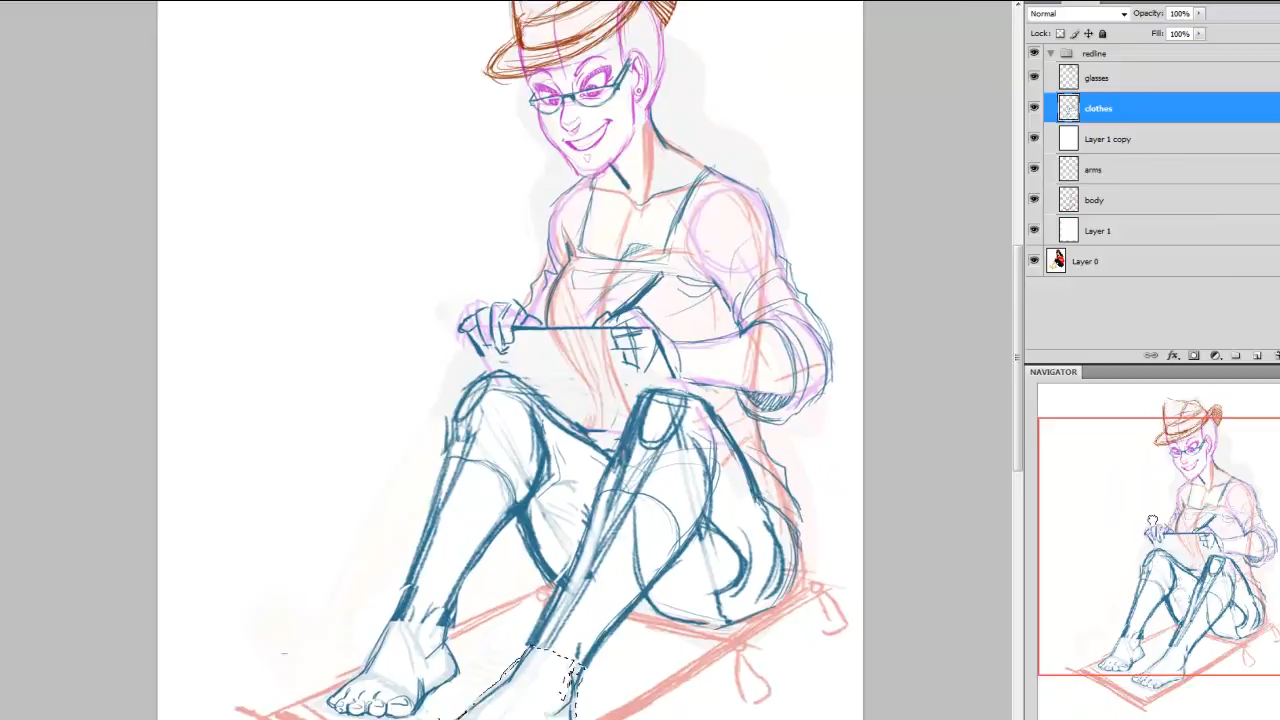 Normal
Opacity: 100%
Lock:
Fill: 100%
redline
glasses
clothes
Layer 1 copy
arms
body
Layer 1
Layer 0
fx
NAVIGATOR